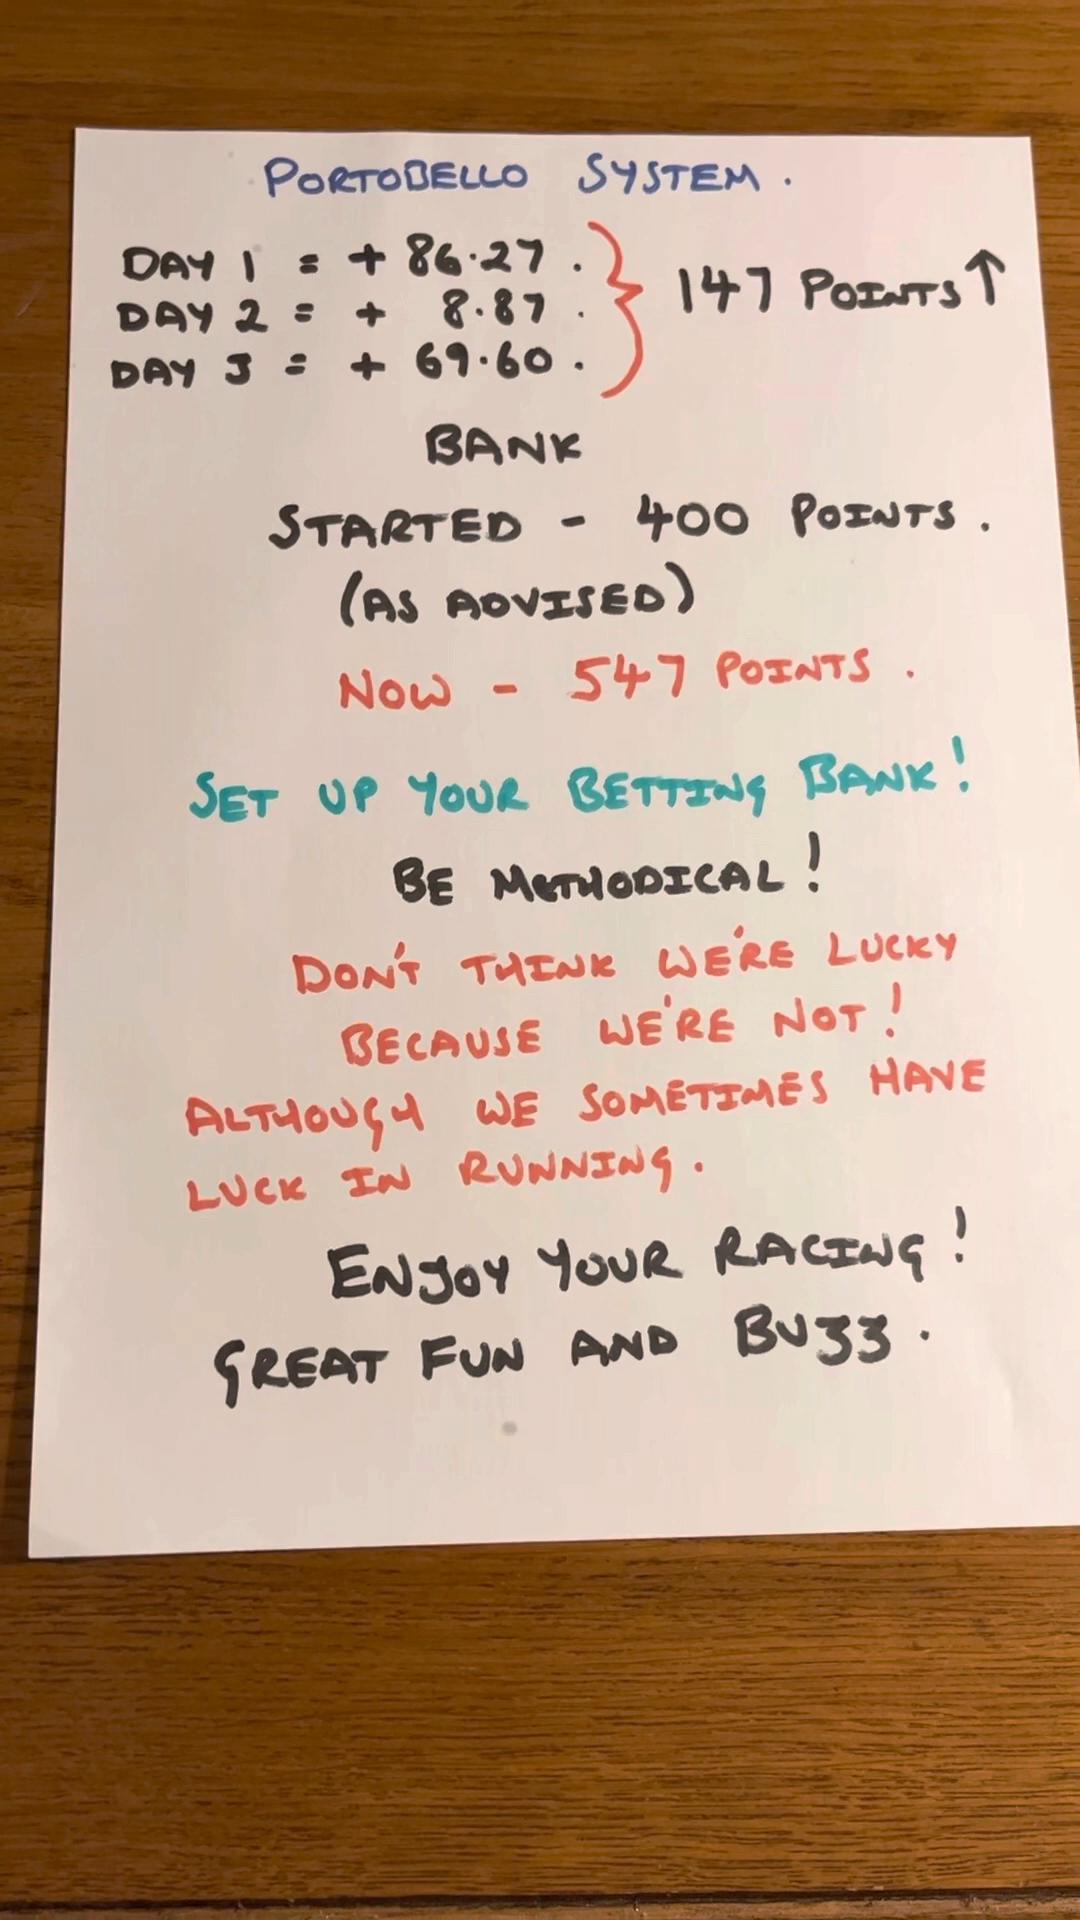 PORTOBELLO SYSTEM.
DAY 1 = + 86.27.
DAY 2 = + 8.87.
DAY 3 = + 69.60.
147 POINTS ↑
BANK
STARTED - 400 POINTS.
(AS ADVISED)
NOW - 547 POINTS.
SET UP YOUR BETTING BANK!
BE METHODICAL!
DON'T THINK WE'RE LUCKY
BECAUSE WE'RE NOT!
ALTHOUGH WE SOMETIMES HAVE
LUCK IN RUNNING.
ENJOY YOUR RACING!
GREAT FUN AND BUZZ.